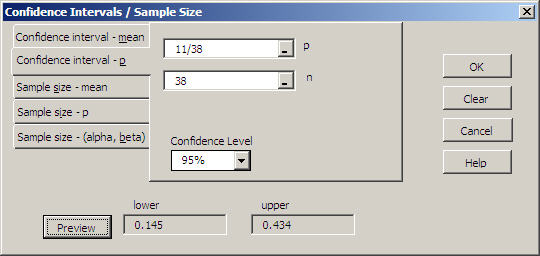 Confidence Intervals / Sample Size
Confidence interval - mean
Confidence interval - p
Sample size - mean
Sample size - p
Sample size - (alpha, beta)
11/38
p
38
n
Confidence Level
95%
OK
Clear
Cancel
Help
Preview
lower
upper
0.145
0.434